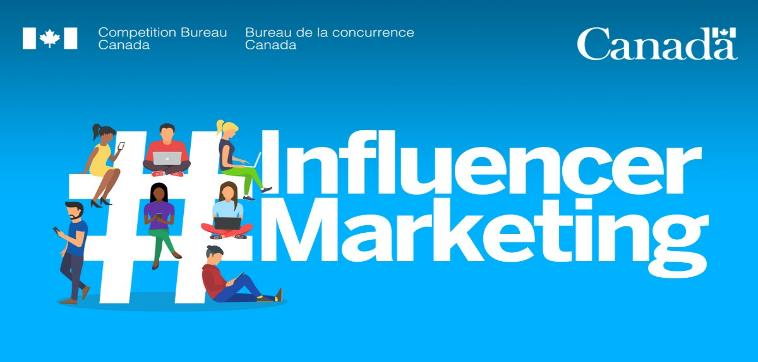 Competition Bureau
Canada
Bureau de la concurrence
Canada
Canada
#Influencer
Marketing